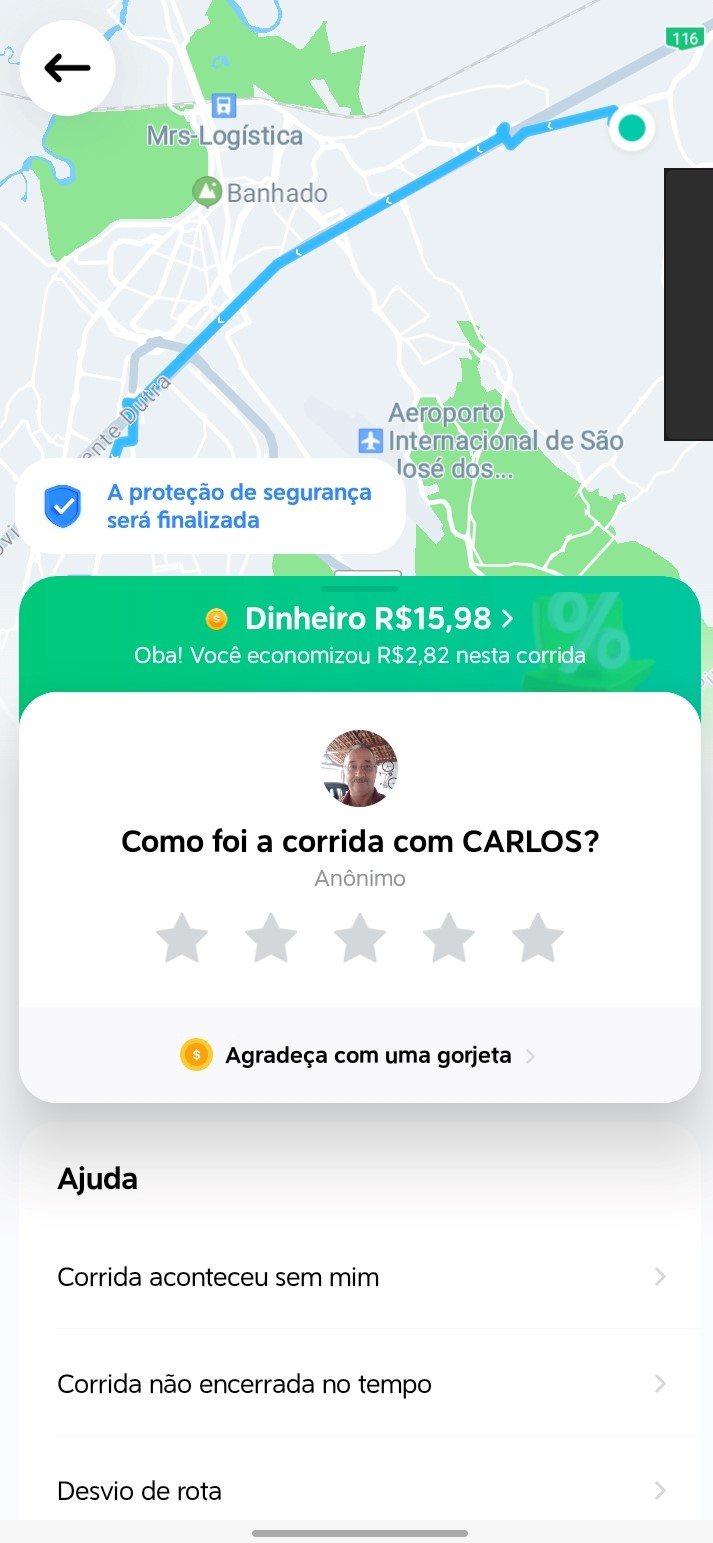 116
Mrs-Logística
Banhado
ente Dutra
Aeroporto
Internacional de São
José dos...
A proteção de segurança
será finalizada
Dinheiro R$15,98
%
Oba! Você economizou R$2,82 nesta corrida
Como foi a corrida com CARLOS?
Anônimo
Agradeça com uma gorjeta
Ajuda
Corrida aconteceu sem mim
Corrida não encerrada no tempo
Desvio de rota